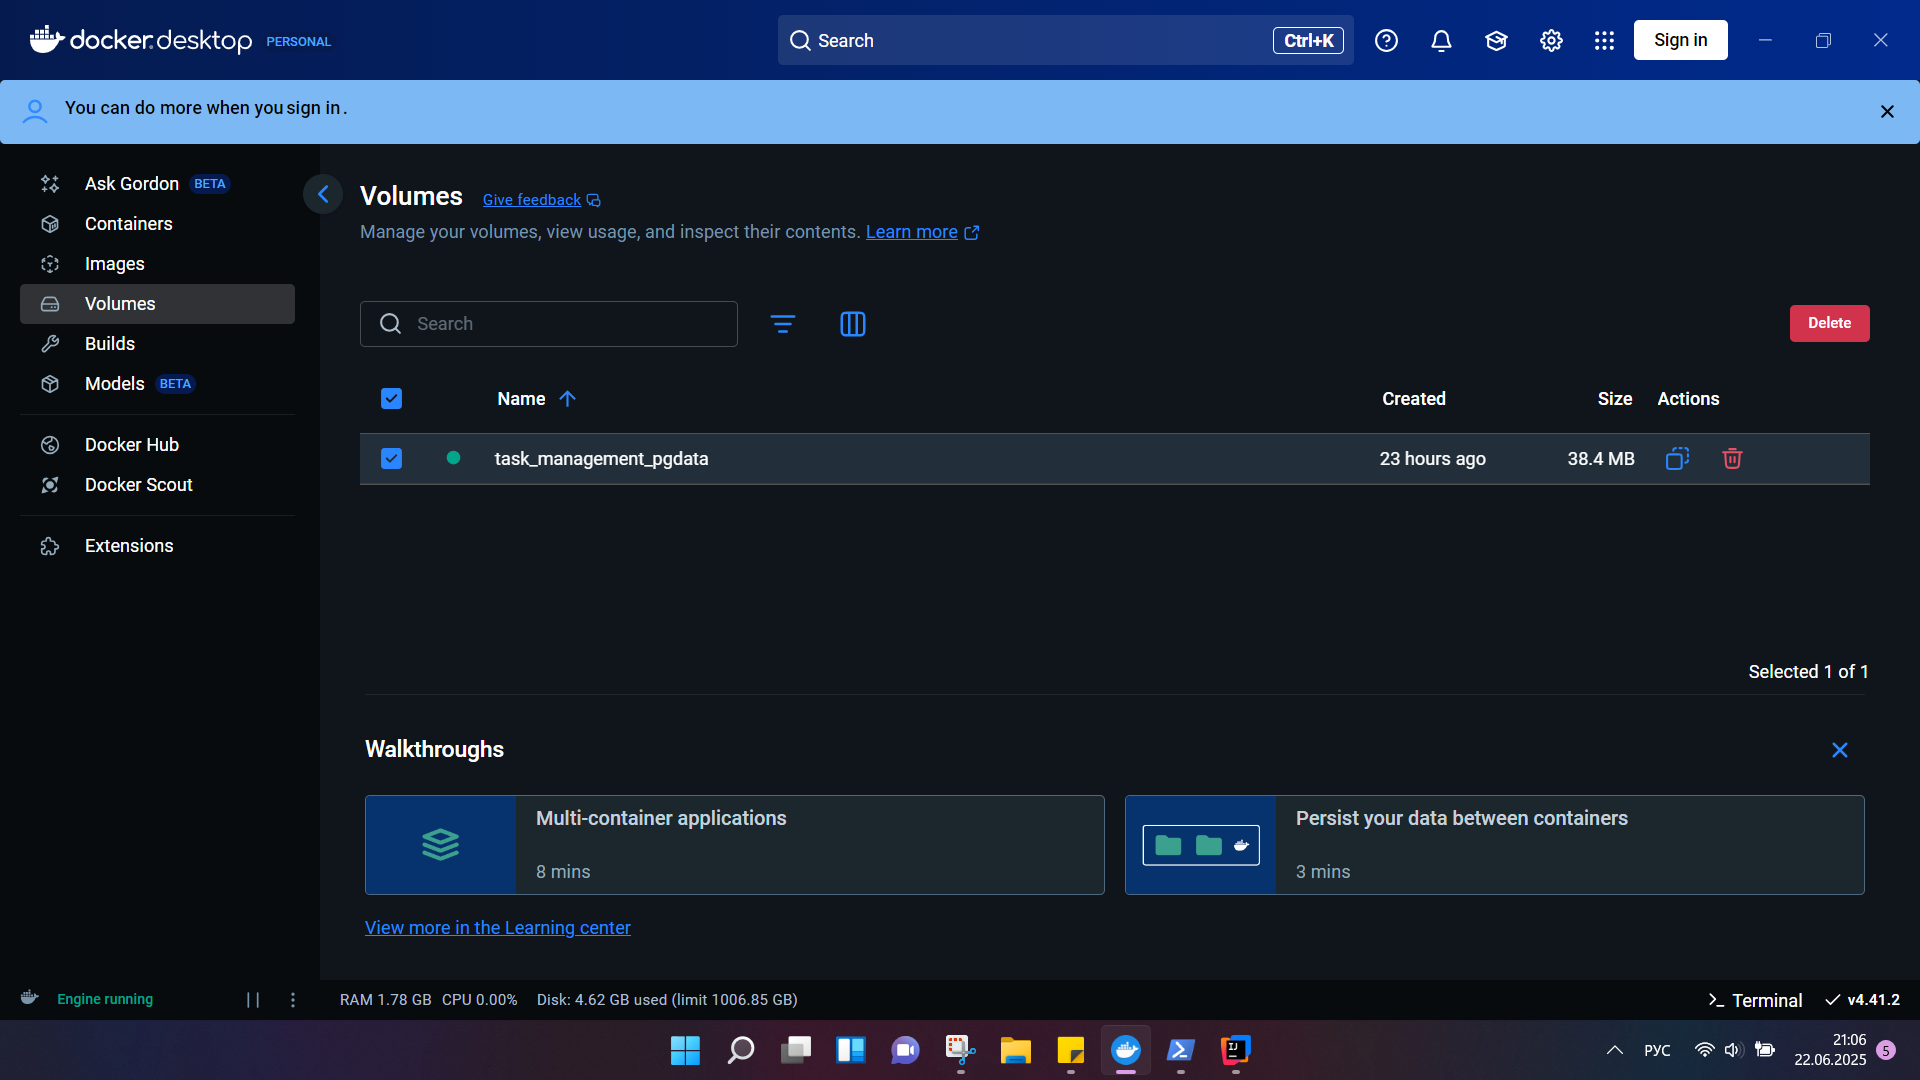 docker.desktop PERSONAL
Search Ctrl+K
Sign in
You can do more when you sign in.
Ask Gordon BETA
Containers
Images
Volumes
Builds
Models BETA
Docker Hub
Docker Scout
Extensions
Volumes Give feedback
Manage your volumes, view usage, and inspect their contents. Learn more
Search
Delete
Name Created Size Actions
task_management_pgdata 23 hours ago 38.4 MB
Selected 1 of 1
Walkthroughs
Multi-container applications
8 mins
Persist your data between containers
3 mins
View more in the Learning center
Engine running
RAM 1.78 GB CPU 0.00% Disk: 4.62 GB used (limit 1006.85 GB)
Terminal v4.41.2
IJ
РУС
21:06
22.06.2025
5